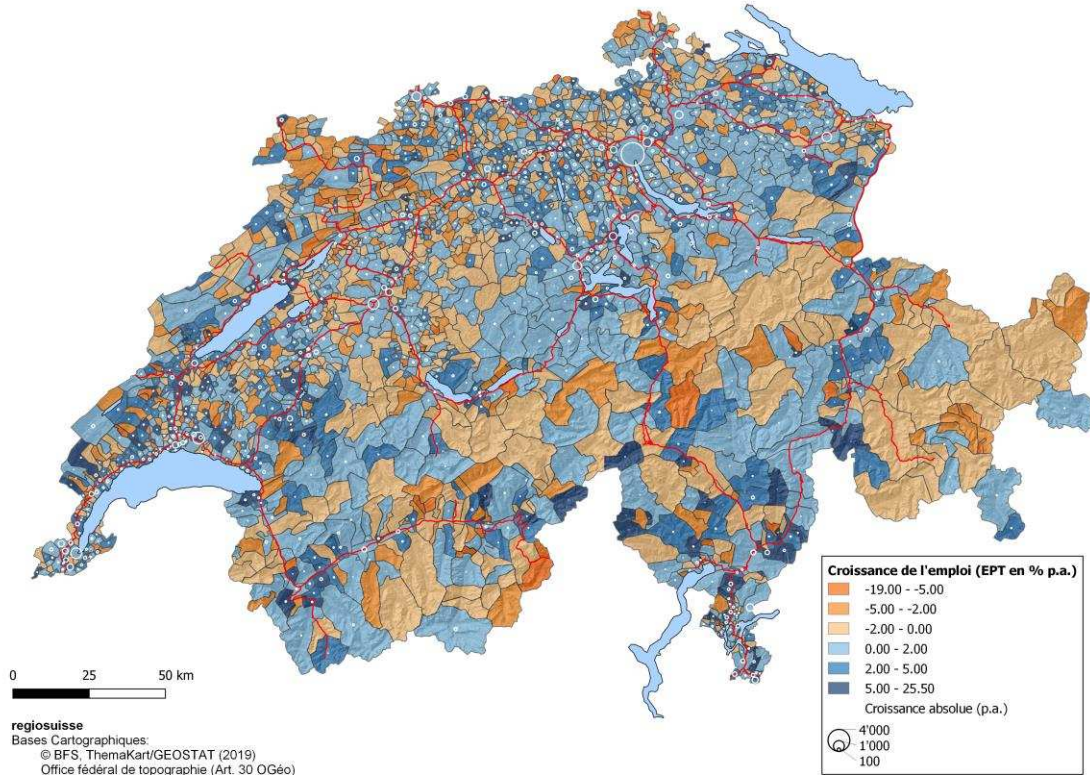 Croissance de l'emploi (EPT en % p.a.)
-19.00 - -5.00
-5.00 - -2.00
-2.00 - 0.00
0.00 - 2.00
2.00 - 5.00
5.00 - 25.50
Croissance absolue (p.a.)
4'000
1'000
100
0 25 50 km
regiosuisse
Bases Cartographiques:
© BFS, ThemaKart/GEOSTAT (2019)
Office fédéral de topographie (Art. 30 OGéo)